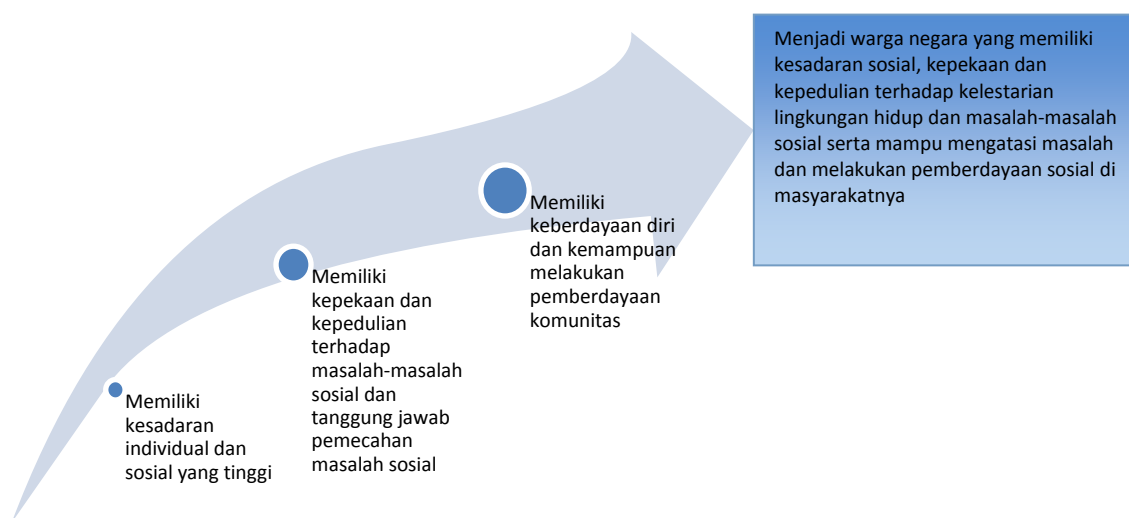 Memiliki
kesadaran
individual dan
sosial yang tinggi
Memiliki
kepekaan dan
kepedulian
terhadap
masalah-masalah
sosial dan
tanggung jawab
pemecahan
masalah sosial
Memiliki
keberdayaan diri
dan kemampuan
melakukan
pemberdayaan
komunitas
Menjadi warga negara yang memiliki
kesadaran sosial, kepekaan dan
kepedulian terhadap kelestarian
lingkungan hidup dan masalah-masalah
sosial serta mampu mengatasi masalah
dan melakukan pemberdayaan sosial di
masyarakatnya